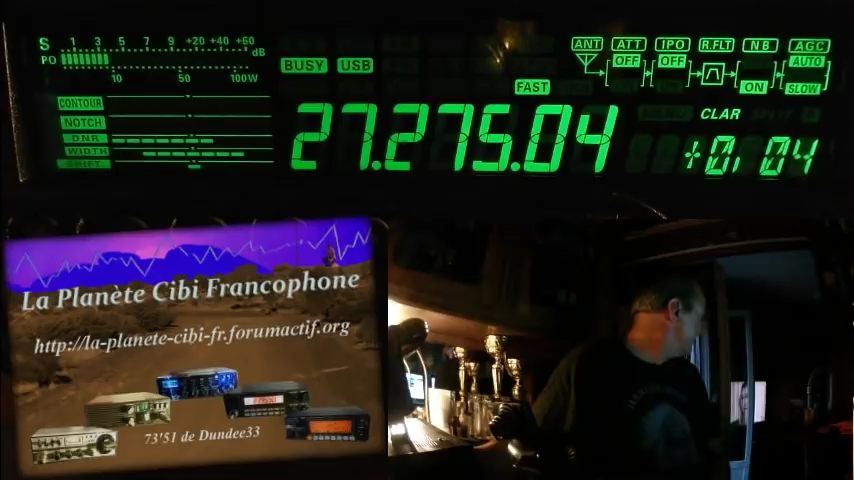 S 1 3 5 7 9 +20 +40 +60 dB
PO 10 50 100W
BUSY USB
ANT ATT IPO R.FLT NB AGC
OFF OFF AUTO
ON SLOW
FAST
CONTOUR
NOTCH
DNR
WIDTH
SHIFT
27.275.04
CLAR
+0. 04
La Planète Cibi Francophone
http://la-planete-cibi-fr.forumactif.org
73'51 de Dundee33